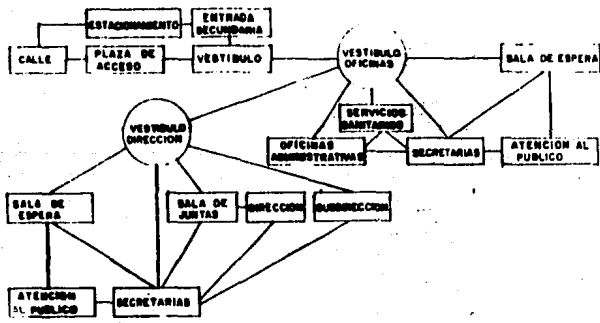 ESTACIONAMIENTO
ENTRADA
SECUNDARIA
CALLE
PLAZA DE
ACCESO
VESTIBULO
VESTIBULO
OFICINAS
SALA DE ESPERA
SERVICIOS
SANITARIOS
OFICINAS
ADMINISTRATIVAS
SECRETARIAS
ATENCION AL
PUBLICO
VESTIBULO
DIRECCION
SALA DE
ESPERA
SALA DE
JUNTAS
DIRECCION
SUBDIRECCION
ATENCION
AL PUBLICO
SECRETARIAS